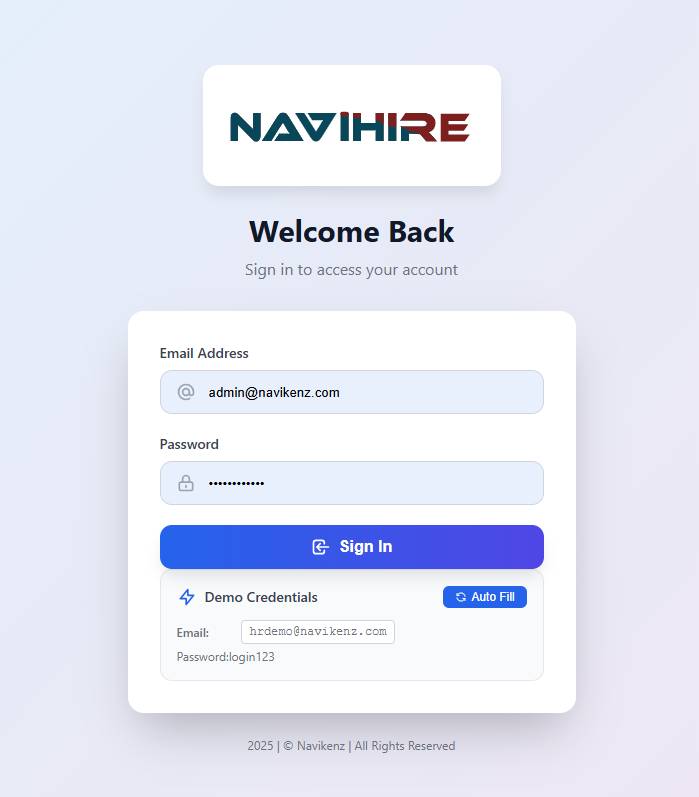 NAVIHIRE
Welcome Back
Sign in to access your account
Email Address
admin@navikenz.com
Password
••••••••••••
Sign In
Demo Credentials
Auto Fill
Email: hrdemo@navikenz.com
Password:login123
2025 | © Navikenz | All Rights Reserved